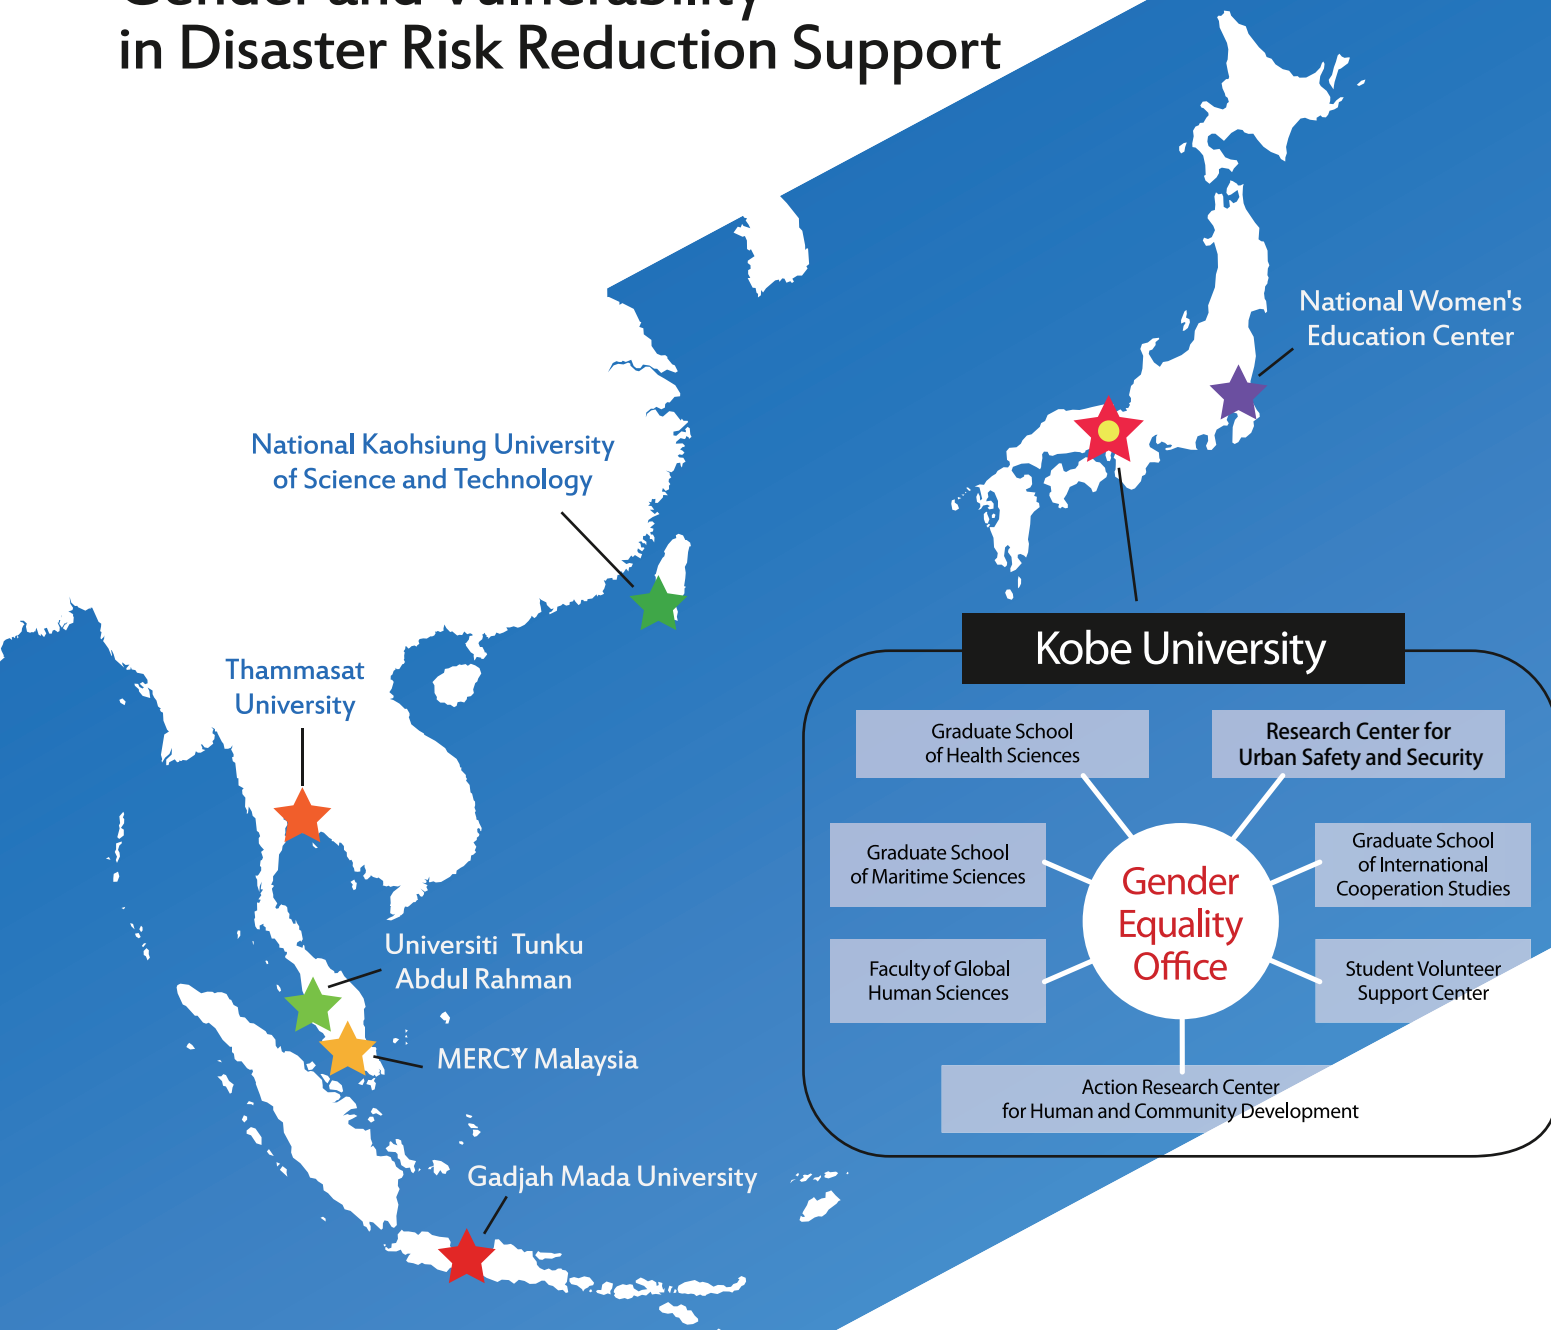 Gender and Vulnerability
in Disaster Risk Reduction Support
National Women's
Education Center
National Kaohsiung University
of Science and Technology
Thammasat
University
Universiti Tunku
Abdul Rahman
MERCY Malaysia
Gadjah Mada University
Kobe University
Graduate School
of Health Sciences
Research Center for
Urban Safety and Security
Graduate School
of Maritime Sciences
Graduate School
of International
Cooperation Studies
Gender
Equality
Office
Faculty of Global
Human Sciences
Student Volunteer
Support Center
Action Research Center
for Human and Community Development